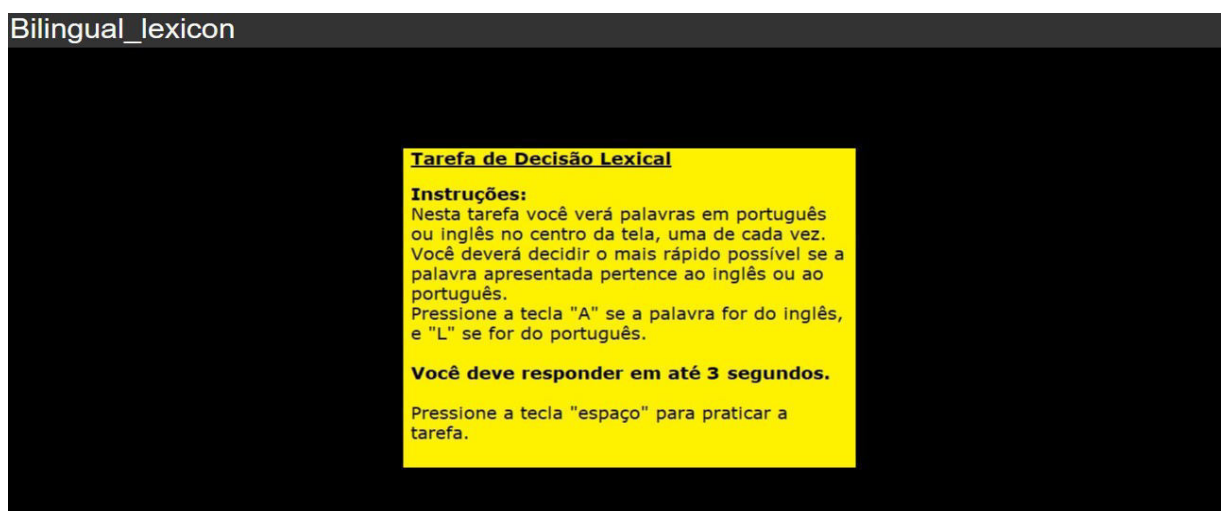 Bilingual_lexicon
Tarefa de Decisão Lexical
Instruções:
Nesta tarefa você verá palavras em português
ou inglês no centro da tela, uma de cada vez.
Você deverá decidir o mais rápido possível se a
palavra apresentada pertence ao inglês ou ao
português.
Pressione a tecla "A" se a palavra for do inglês,
e "L" se for do português.
Você deve responder em até 3 segundos.
Pressione a tecla "espaço" para praticar a
tarefa.